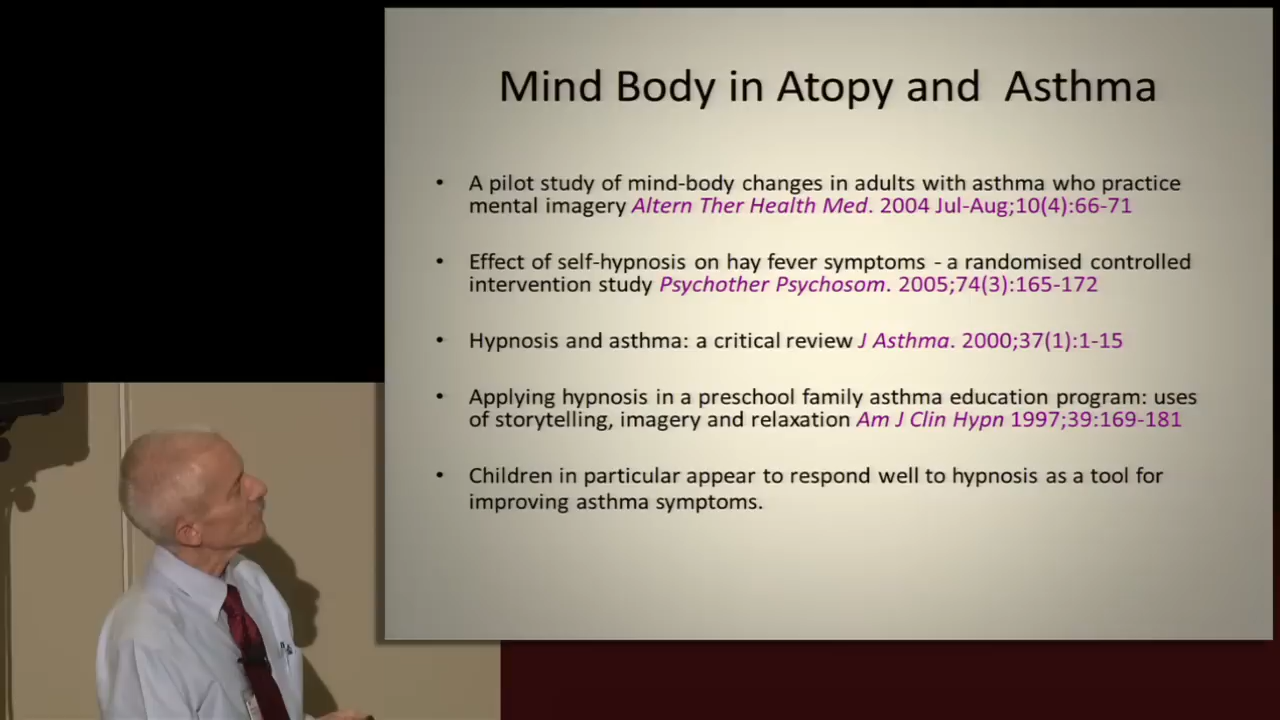 Mind Body in Atopy and Asthma
• A pilot study of mind-body changes in adults with asthma who practice
mental imagery Altern Ther Health Med. 2004 Jul-Aug;10(4):66-71
• Effect of self-hypnosis on hay fever symptoms - a randomised controlled
intervention study Psychother Psychosom. 2005;74(3):165-172
• Hypnosis and asthma: a critical review J Asthma. 2000;37(1):1-15
• Applying hypnosis in a preschool family asthma education program: uses
of storytelling, imagery and relaxation Am J Clin Hypn 1997;39:169-181
• Children in particular appear to respond well to hypnosis as a tool for
improving asthma symptoms.